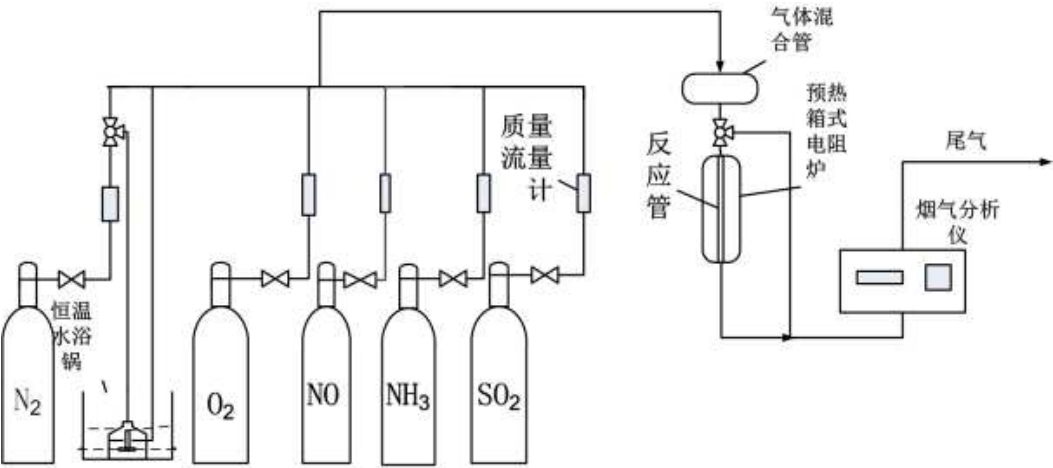 气体混
合管
预热
箱式
电阻
炉
质量
流量
计
反
应
管
尾气
烟气分析
仪
恒温
水浴
锅
N₂
O₂
NO
NH₃
SO₂